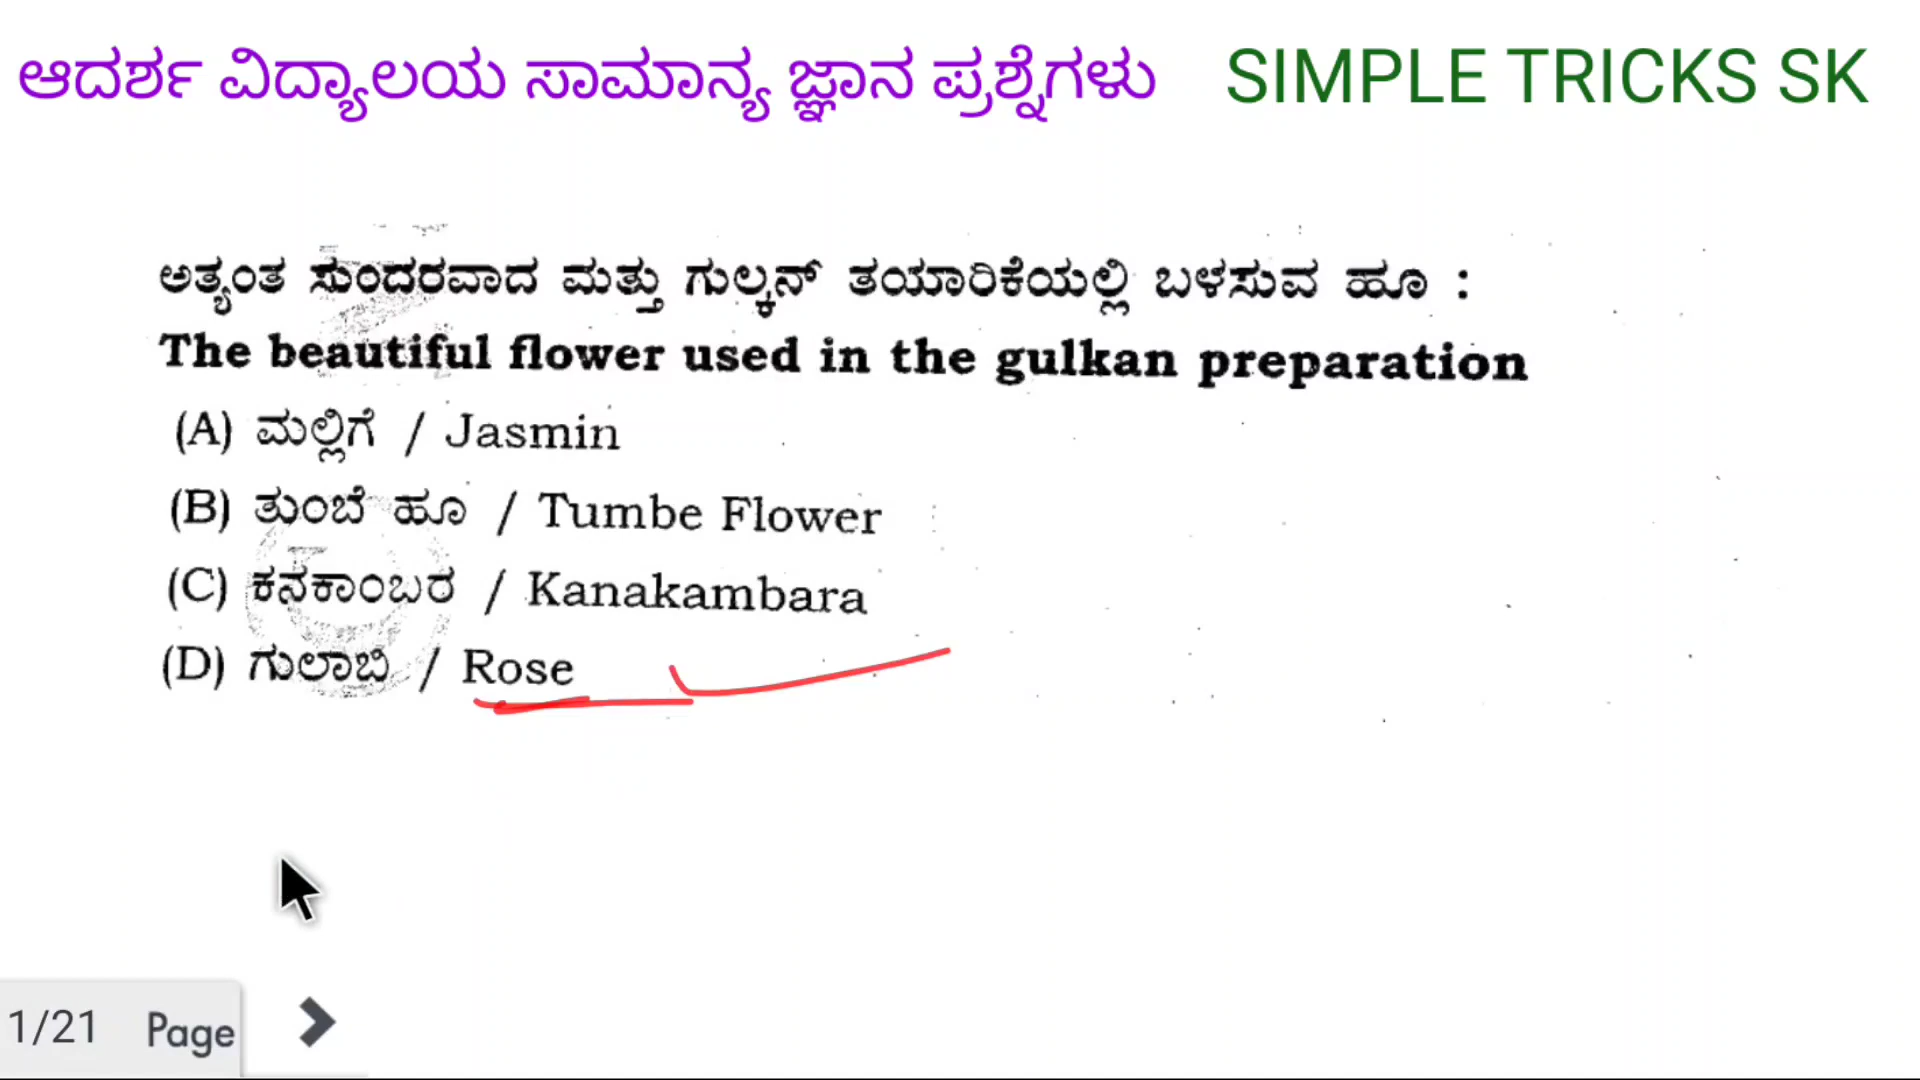 ಆದರ್ಶ ವಿದ್ಯಾಲಯ ಸಾಮಾನ್ಯ ಜ್ಞಾನ ಪ್ರಶ್ನೆಗಳು SIMPLE TRICKS SK
ಅತ್ಯಂತ ಸುಂದರವಾದ ಮತ್ತು ಗುಲ್ಕನ್ ತಯಾರಿಕೆಯಲ್ಲಿ ಬಳಸುವ ಹೂ :
The beautiful flower used in the gulkan preparation
(A) ಮಲ್ಲಿಗೆ / Jasmin
(B) ತುಂಬೆ ಹೂ / Tumbe Flower
(C) ಕನಕಾಂಬರ / Kanakambara
(D) ಗುಲಾಬಿ / Rose
1/21 Page